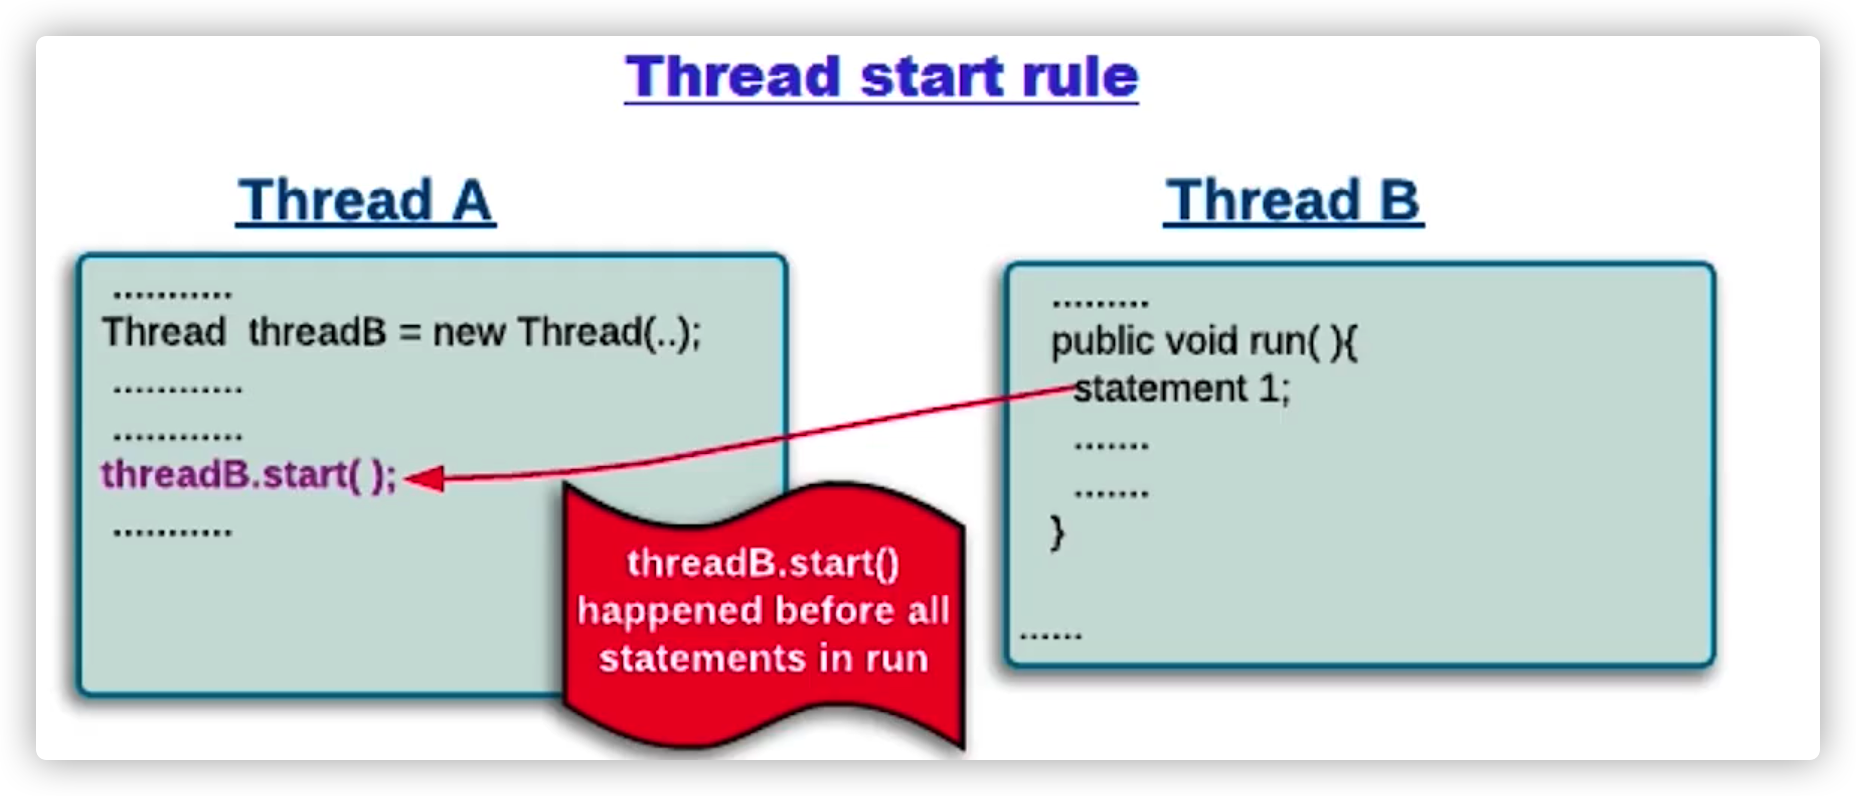 Thread start rule
Thread A
...........
Thread threadB = new Thread(..);
............
............
threadB.start( );
...........
Thread B
.........
public void run( ){
statement 1;
.......
.......
}
......
threadB.start()
happened before all
statements in run